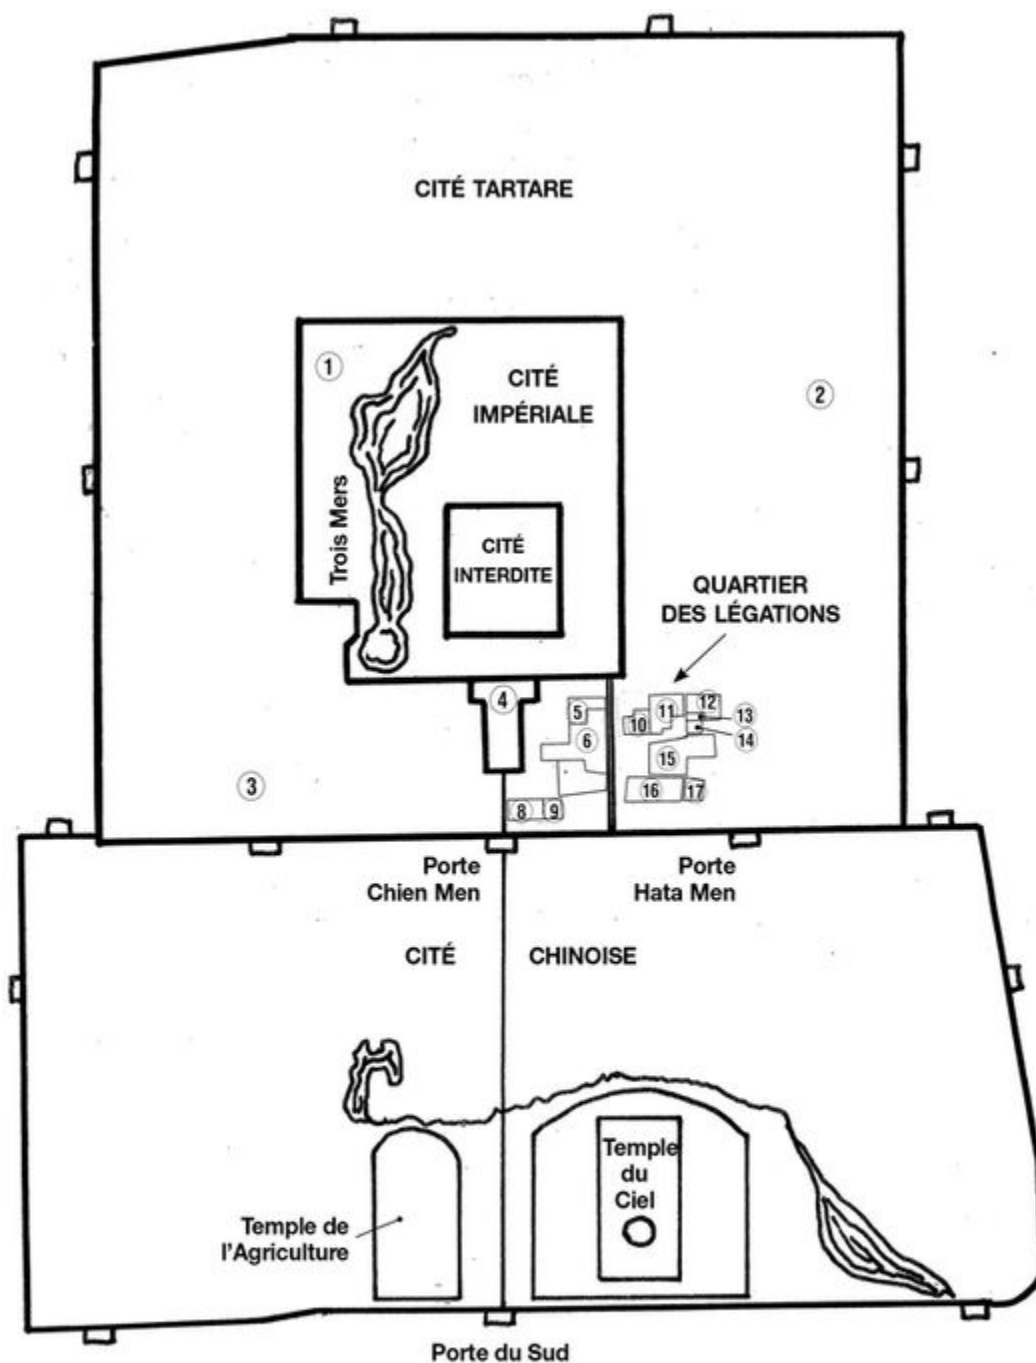 CITÉ TARTARE
1
CITÉ
IMPÉRIALE
2
Trois Mers
CITÉ
INTERDITE
QUARTIER
DES LÉGATIONS
4
5
6
10
11
12
13
14
15
3
8
9
16
17
Porte
Chien Men
Porte
Hata Men
CITÉ CHINOISE
Temple
du
Ciel
Temple de
l'Agriculture
Porte du Sud